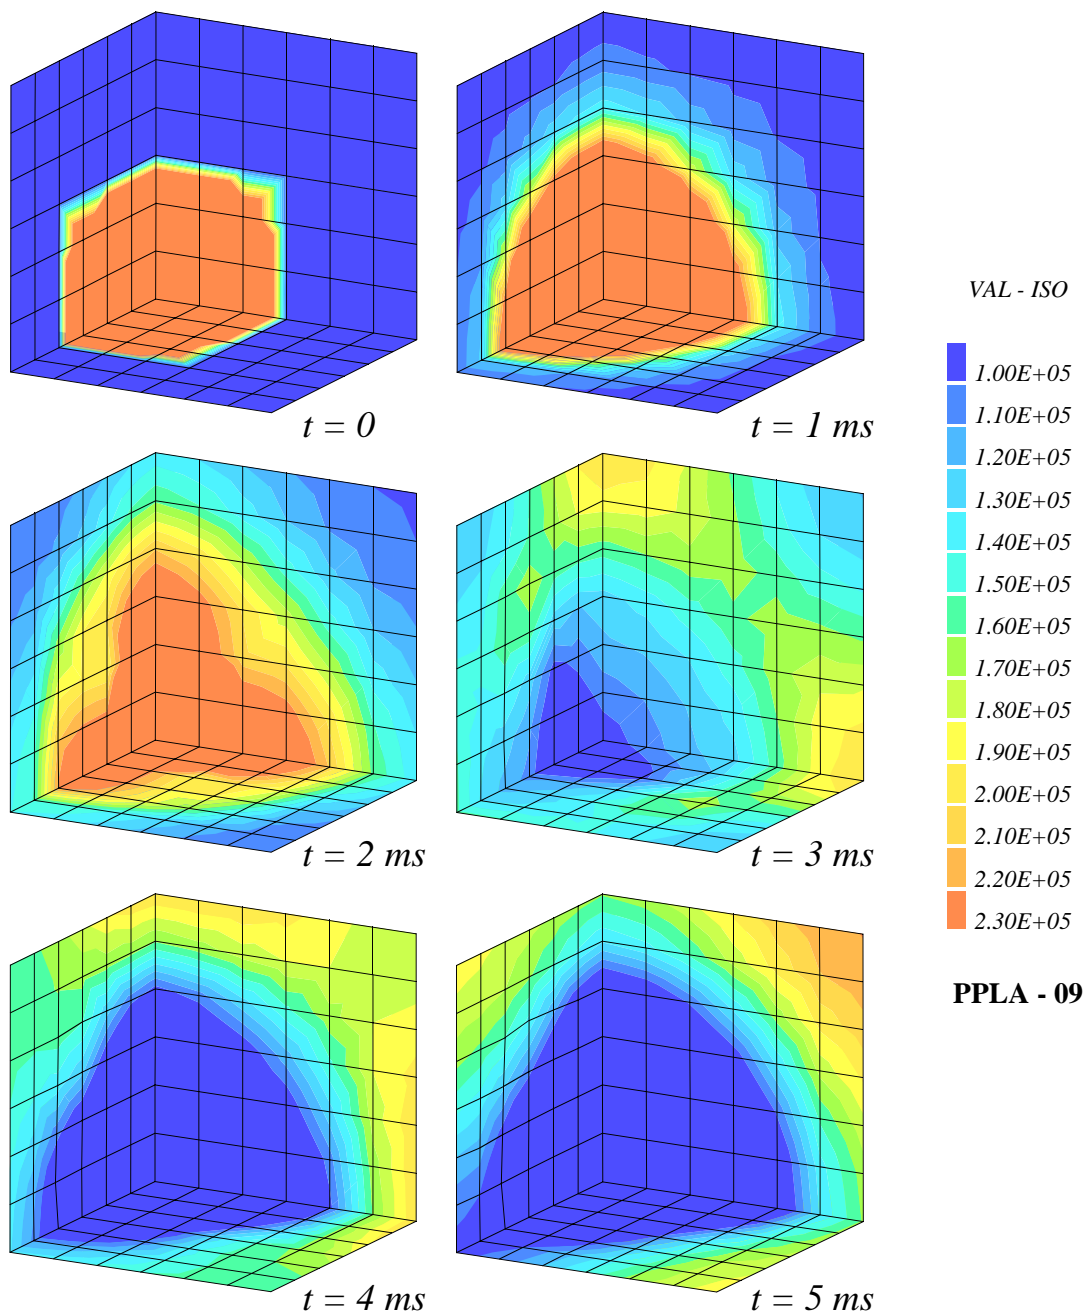 t = 0
t = 1 ms
t = 2 ms
t = 3 ms
t = 4 ms
t = 5 ms
VAL - ISO
1.00E+05
1.10E+05
1.20E+05
1.30E+05
1.40E+05
1.50E+05
1.60E+05
1.70E+05
1.80E+05
1.90E+05
2.00E+05
2.10E+05
2.20E+05
2.30E+05
PPLA - 09